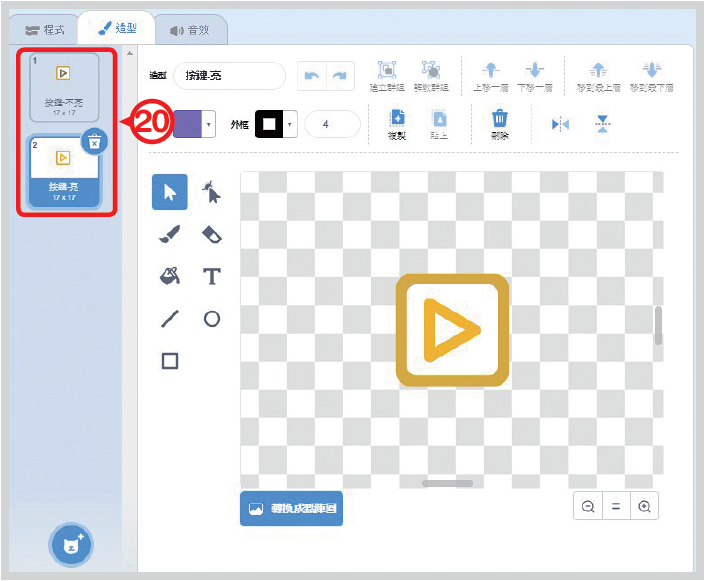 程式
造型
音效
1
按鍵-不亮
17 x 17
2
按鍵-亮
17 x 17
20
造型
按鍵-亮
建立群組
解散群組
上移一層
下移一層
移到最上層
移到最下層
外框
4
複製
貼上
刪除
T
轉換成點陣圖